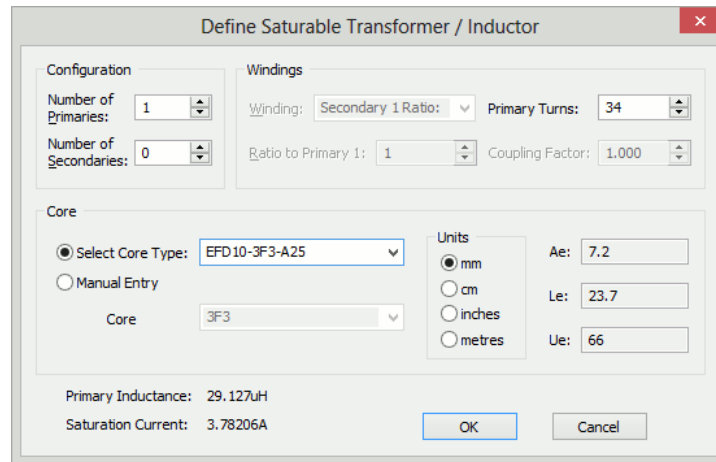 Define Saturable Transformer / Inductor
Configuration
Number of
Primaries: 1
Number of
Secondaries: 0
Windings
Winding: Secondary 1 Ratio: Primary Turns: 34
Ratio to Primary 1: 1 Coupling Factor: 1.000
Core
Select Core Type: EFD10-3F3-A25
Manual Entry
Core 3F3
Units
mm
cm
inches
metres
Ae: 7.2
Le: 23.7
Ue: 66
Primary Inductance: 29.127uH
Saturation Current: 3.78206A
OK Cancel